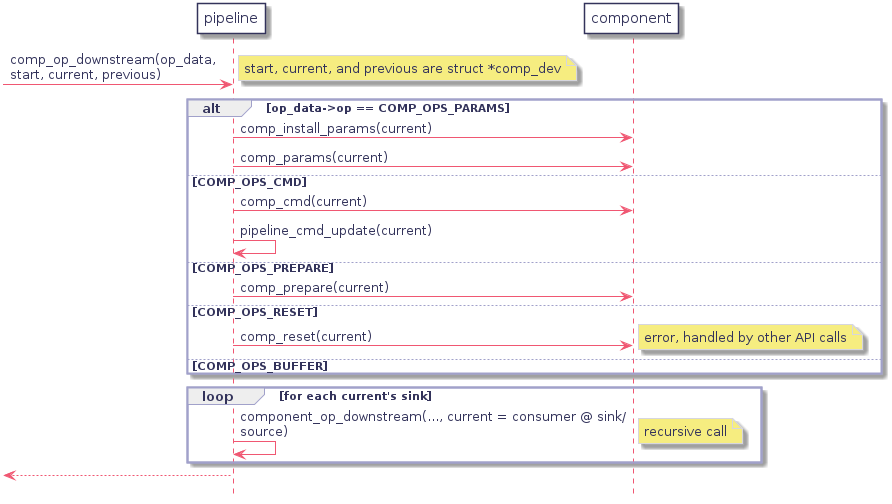 pipeline
component
comp_op_downstream(op_data,
start, current, previous)
start, current, and previous are struct *comp_dev
alt
[op_data->op == COMP_OPS_PARAMS]
comp_install_params(current)
comp_params(current)
[COMP_OPS_CMD]
comp_cmd(current)
pipeline_cmd_update(current)
[COMP_OPS_PREPARE]
comp_prepare(current)
[COMP_OPS_RESET]
comp_reset(current)
error, handled by other API calls
[COMP_OPS_BUFFER]
loop
[for each current's sink]
component_op_downstream(..., current = consumer @ sink/
source)
recursive call